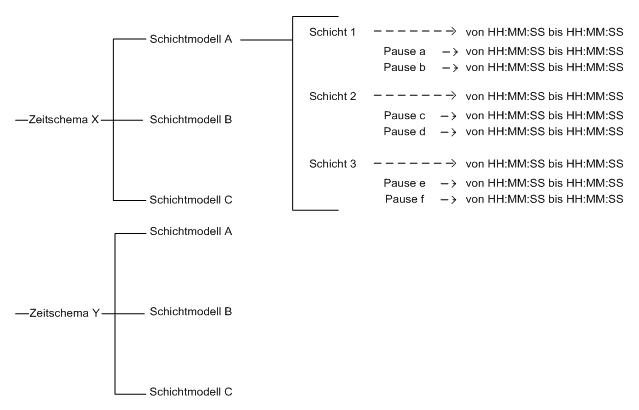 Schicht 1 von HH:MM:SS bis HH:MM:SS
Schichtmodell A
Pause a von HH:MM:SS bis HH:MM:SS
Pause b von HH:MM:SS bis HH:MM:SS
Schicht 2 von HH:MM:SS bis HH:MM:SS
Zeitschema X
Schichtmodell B
Pause c von HH:MM:SS bis HH:MM:SS
Pause d von HH:MM:SS bis HH:MM:SS
Schicht 3 von HH:MM:SS bis HH:MM:SS
Pause e von HH:MM:SS bis HH:MM:SS
Schichtmodell C
Pause f von HH:MM:SS bis HH:MM:SS
Schichtmodell A
Zeitschema Y
Schichtmodell B
Schichtmodell C